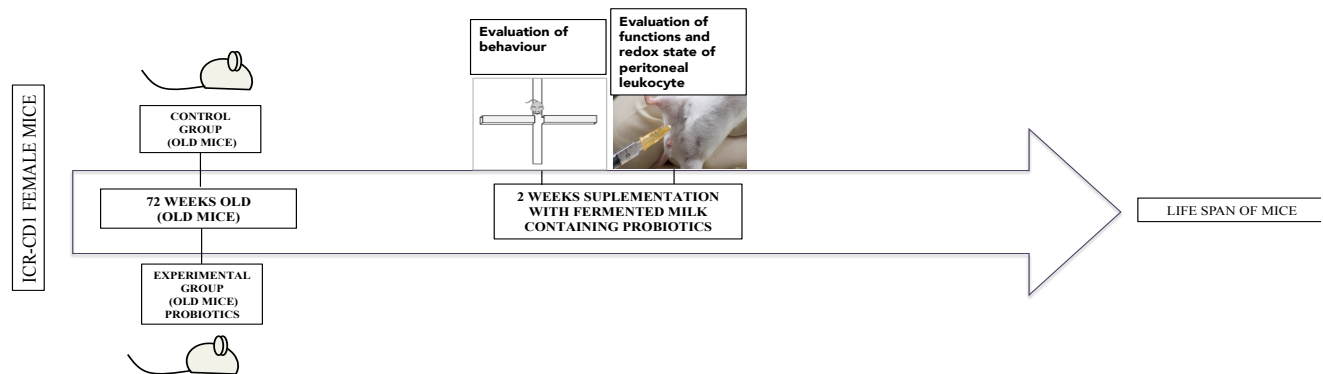 ICR-CD1 FEMALE MICE
CONTROL
GROUP
(OLD MICE)
72 WEEKS OLD
(OLD MICE)
EXPERIMENTAL
GROUP
(OLD MICE)
PROBIOTICS
Evaluation of
behaviour
Evaluation of
functions and
redox state of
peritoneal
leukocyte
2 WEEKS SUPLEMENTATION
WITH FERMENTED MILK
CONTAINING PROBIOTICS
LIFE SPAN OF MICE